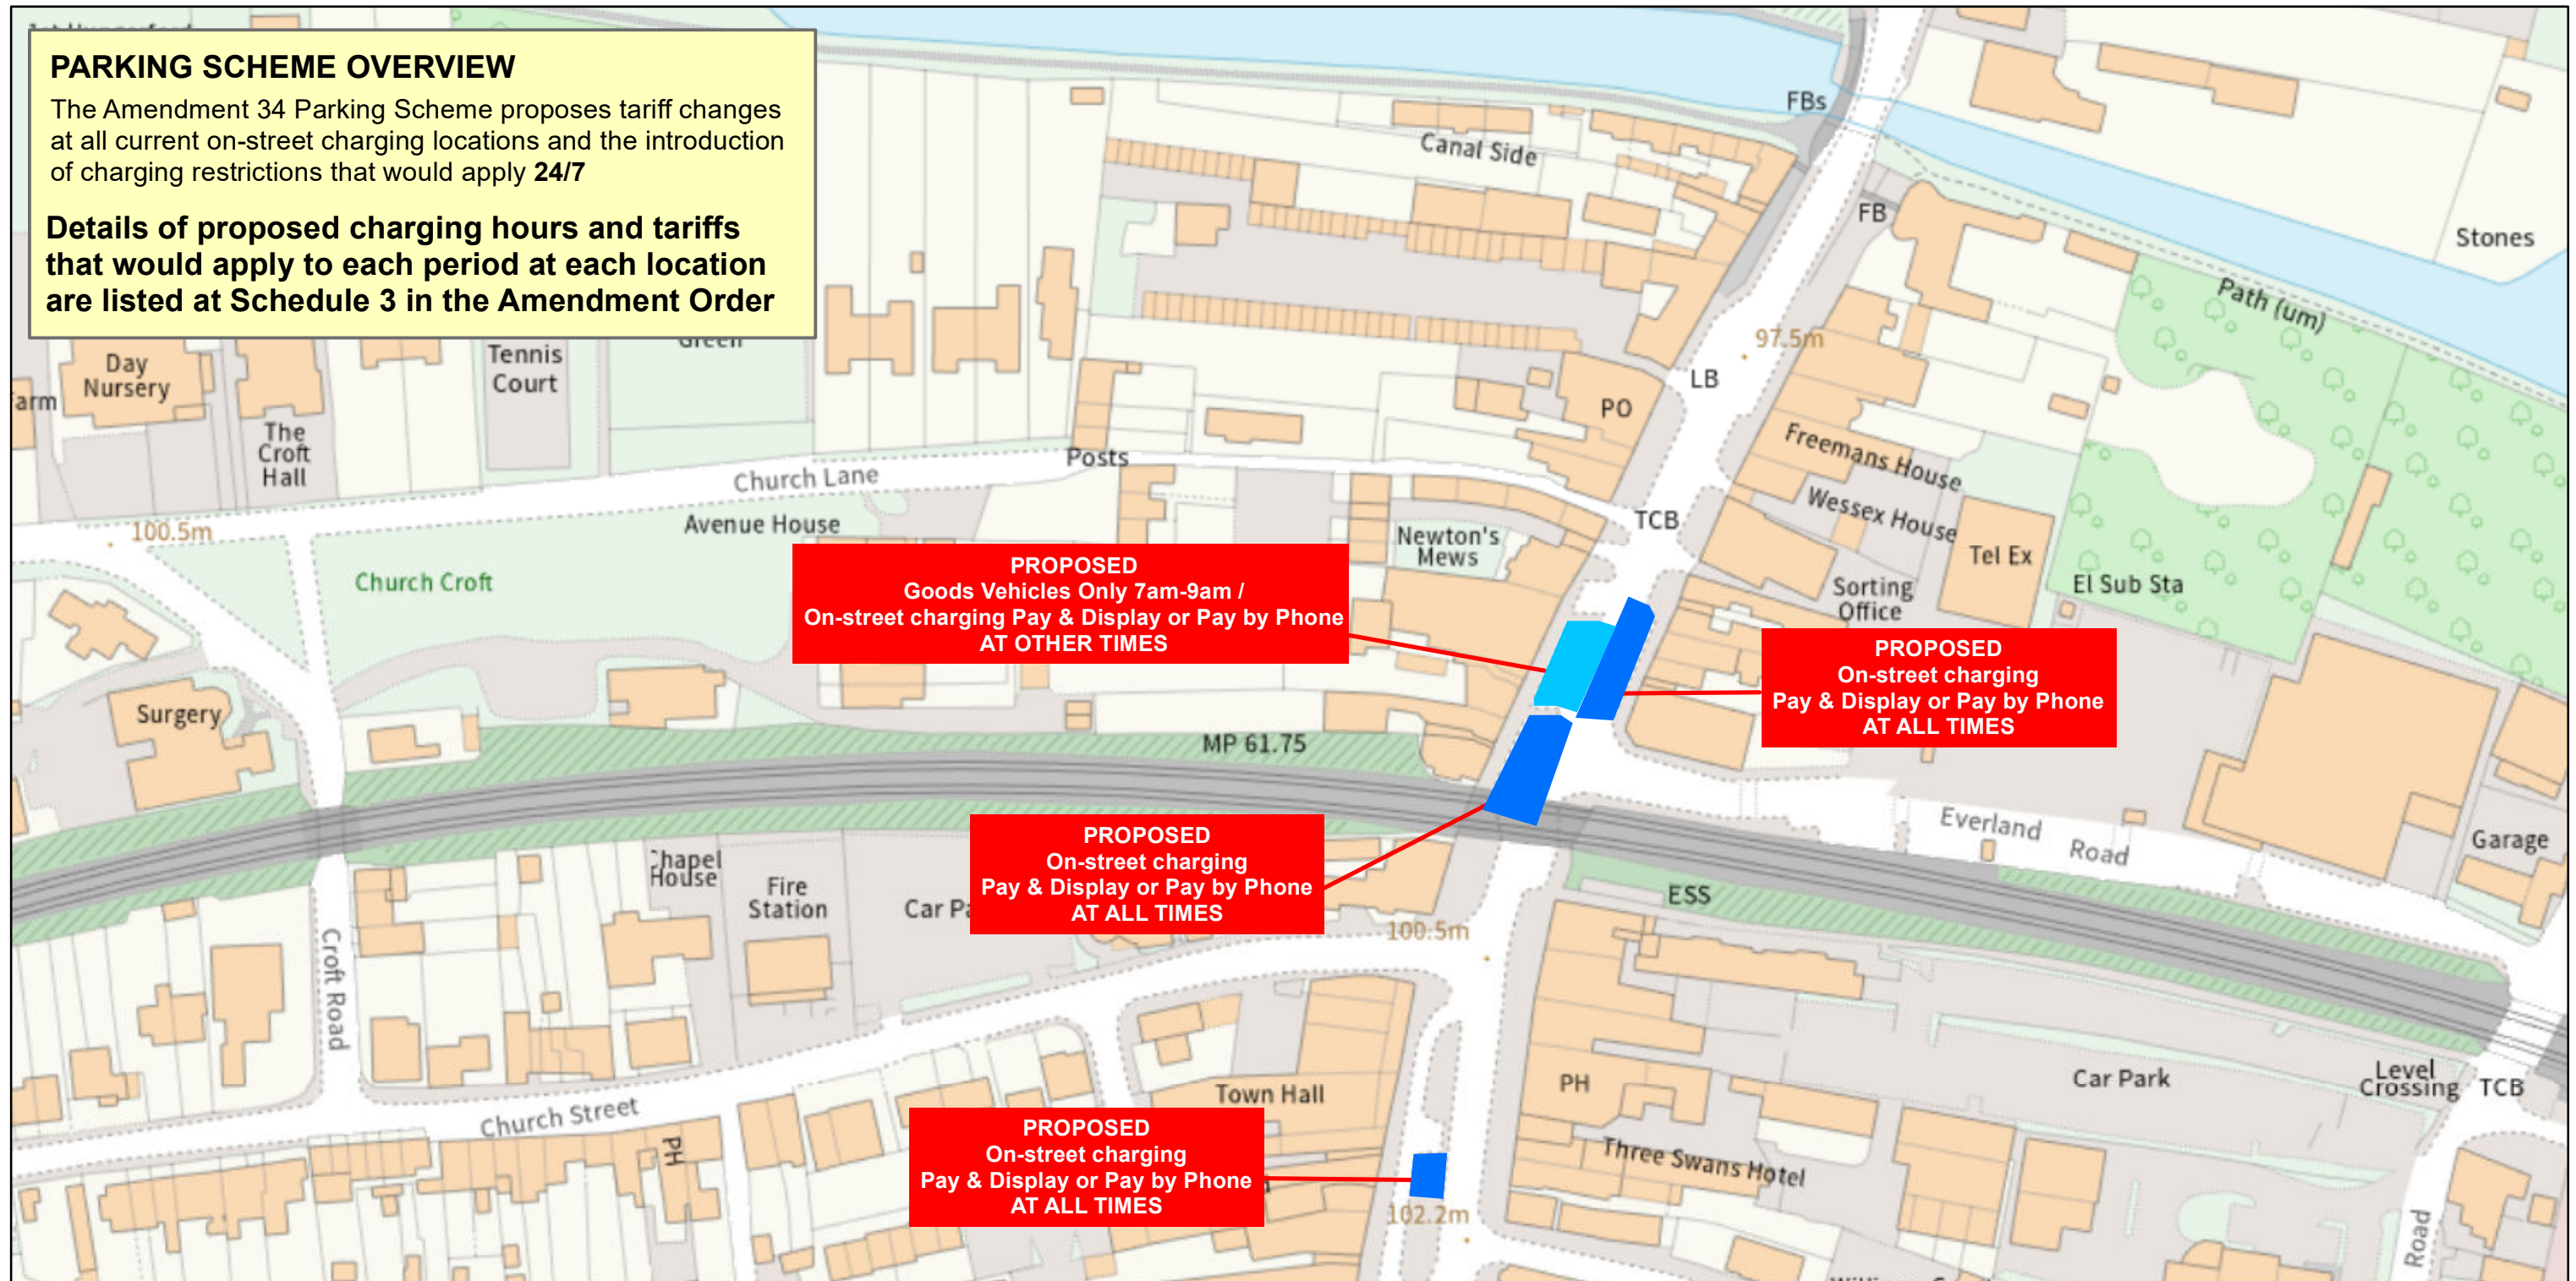 PARKING SCHEME OVERVIEW
The Amendment 34 Parking Scheme proposes tariff changes
at all current on-street charging locations and the introduction
of charging restrictions that would apply 24/7
Details of proposed charging hours and tariffs
that would apply to each period at each location
are listed at Schedule 3 in the Amendment Order
FBs
Canal Side
FB
Stones
Path (um)
97.5m
Green
Day
Nursery
Tennis
Court
LB
arm
PO
The
Croft
Hall
Posts
Church Lane
Freemans House
Wessex House
100.5m
Avenue House
TCB
Newton's
Mews
Tel Ex
Church Croft
Sorting
Office
El Sub Sta
PROPOSED
Goods Vehicles Only 7am-9am /
On-street charging Pay & Display or Pay by Phone
AT OTHER TIMES
PROPOSED
On-street charging
Pay & Display or Pay by Phone
AT ALL TIMES
Surgery
MP 61.75
Everland Road
Garage
PROPOSED
On-street charging
Pay & Display or Pay by Phone
AT ALL TIMES
Chapel
House
Fire
Station
Car Pa
ESS
100.5m
Croft Road
Town Hall
PH
Car Park
Level
Crossing
TCB
Church Street
PH
PROPOSED
On-street charging
Pay & Display or Pay by Phone
AT ALL TIMES
Three Swans Hotel
102.2m
Road